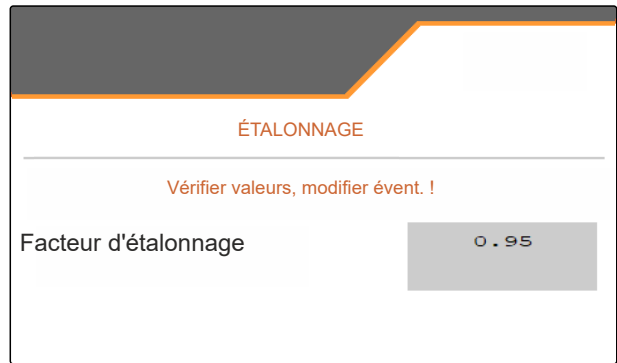 ÉTALONNAGE
Vérifier valeurs, modifier évent. !
Facteur d'étalonnage 0.95